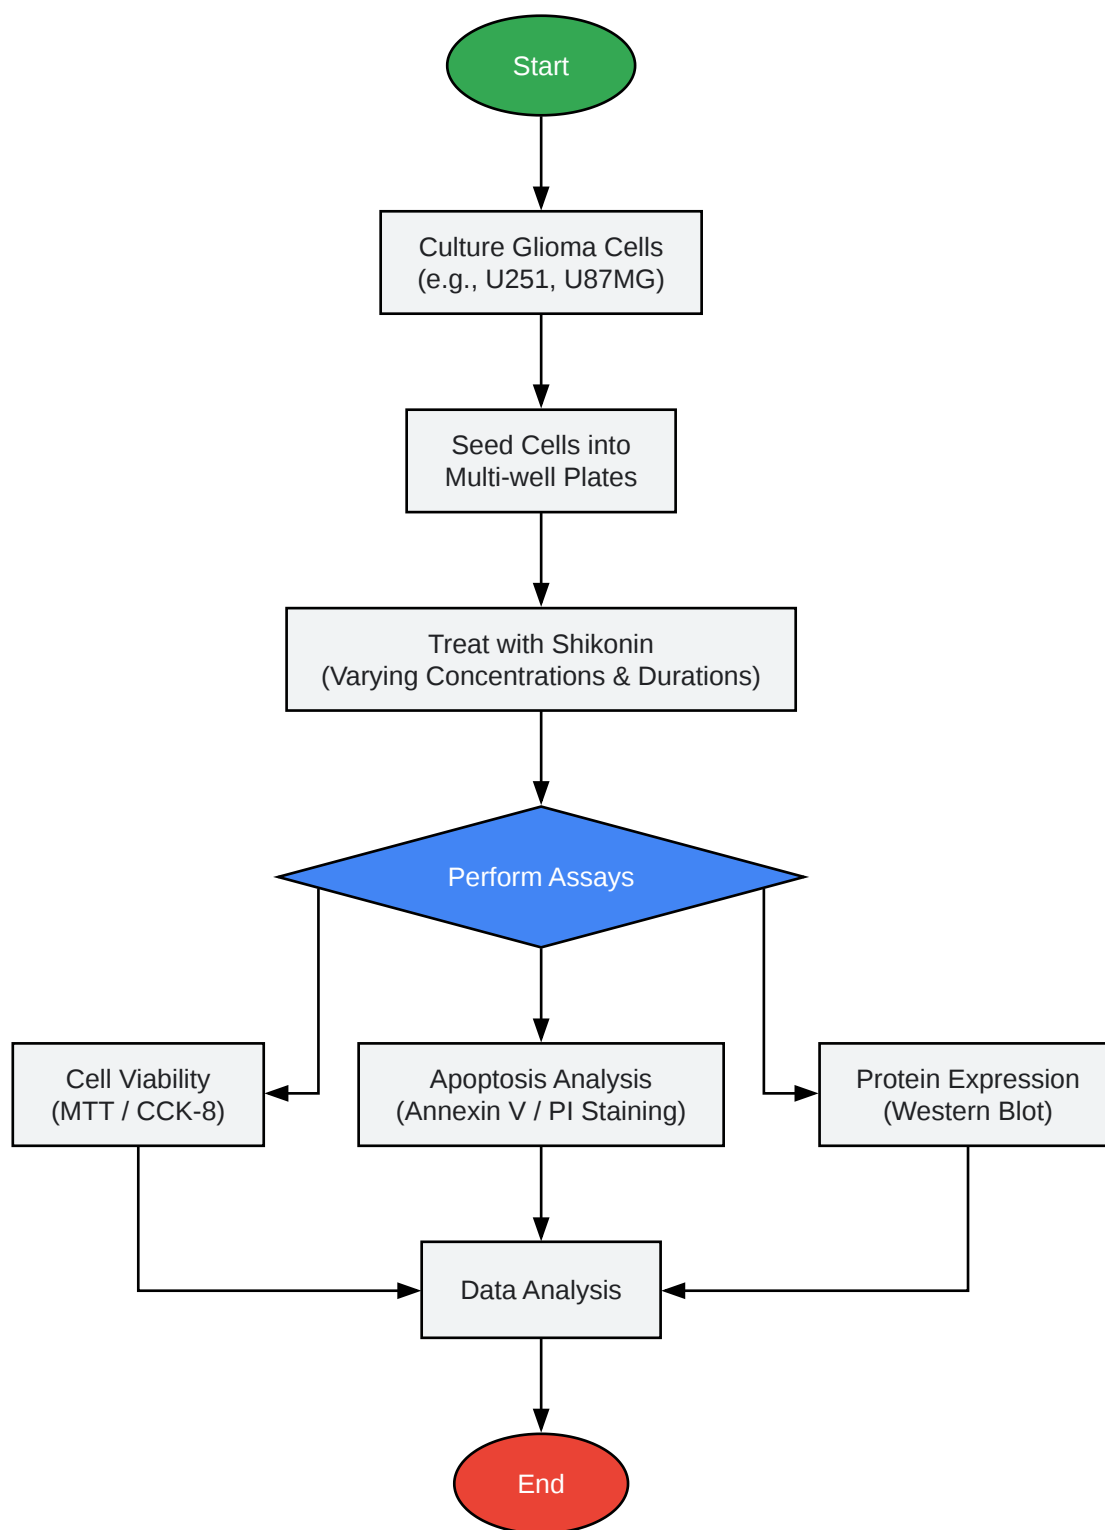 Start
Culture Glioma Cells
(e.g., U251, U87MG)
Seed Cells into
Multi-well Plates
Treat with Shikonin
(Varying Concentrations & Durations)
Perform Assays
Cell Viability
(MTT / CCK-8)
Apoptosis Analysis
(Annexin V / PI Staining)
Protein Expression
(Western Blot)
Data Analysis
End